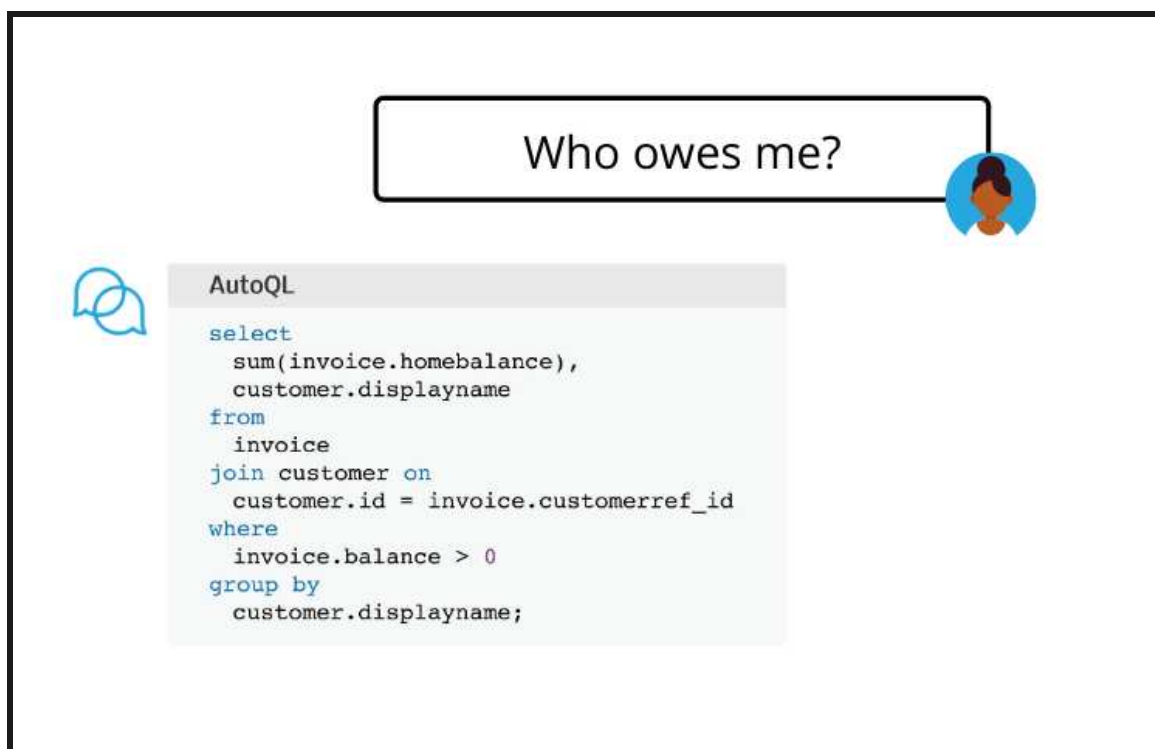 Who owes me?
AutoQL
select
  sum(invoice.homebalance),
  customer.displayname
from
  invoice
join customer on
  customer.id = invoice.customerref_id
where
  invoice.balance > 0
group by
  customer.displayname;